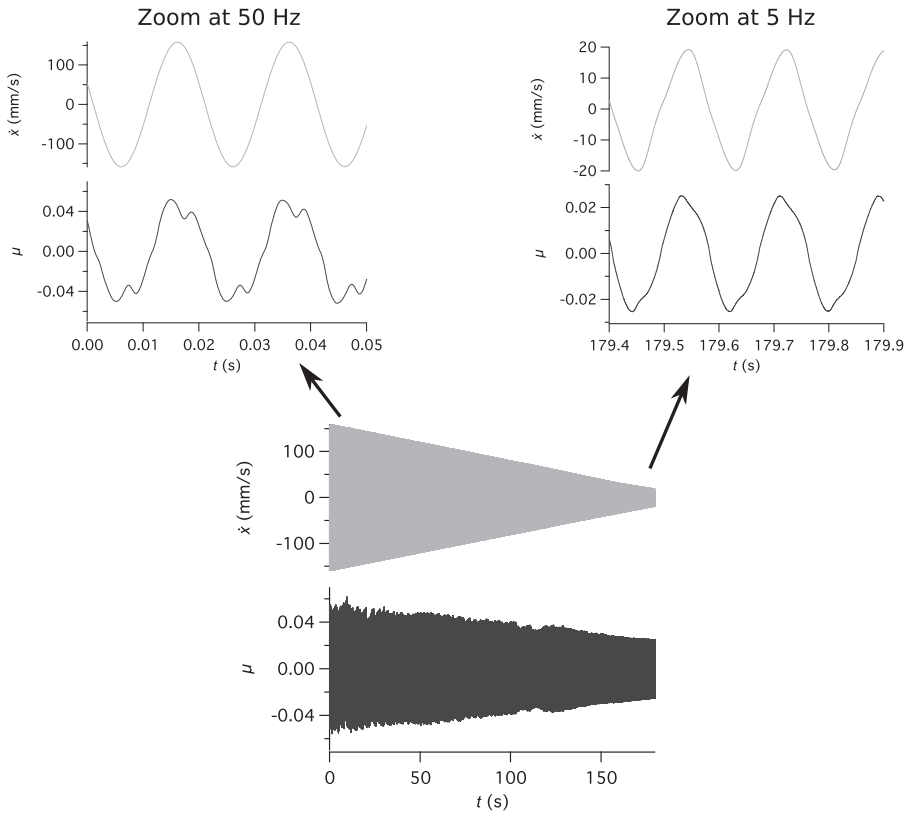 Zoom at 50 Hz
100
0
-100
ẋ (mm/s)
0.04
0.00
-0.04
μ
0.00 0.01 0.02 0.03 0.04 0.05
t (s)
Zoom at 5 Hz
20
10
0
-10
-20
ẋ (mm/s)
0.02
0.00
-0.02
μ
179.4 179.5 179.6 179.7 179.8 179.9
t (s)
100
0
-100
ẋ (mm/s)
0.04
0.00
-0.04
μ
0 50 100 150
t (s)